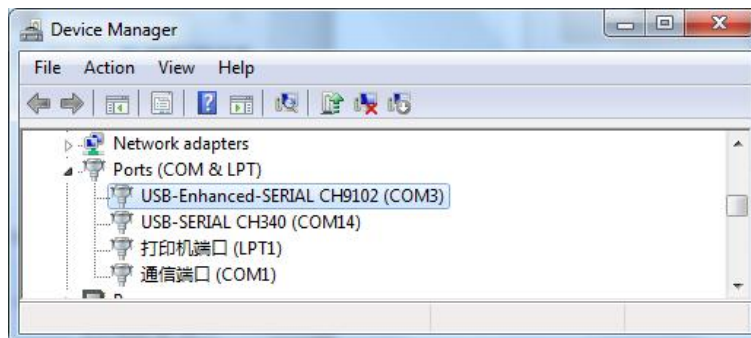 Device Manager
File Action View Help
Network adapters
Ports (COM & LPT)
USB-Enhanced-SERIAL CH9102 (COM3)
USB-SERIAL CH340 (COM14)
打印机端口 (LPT1)
通信端口 (COM1)